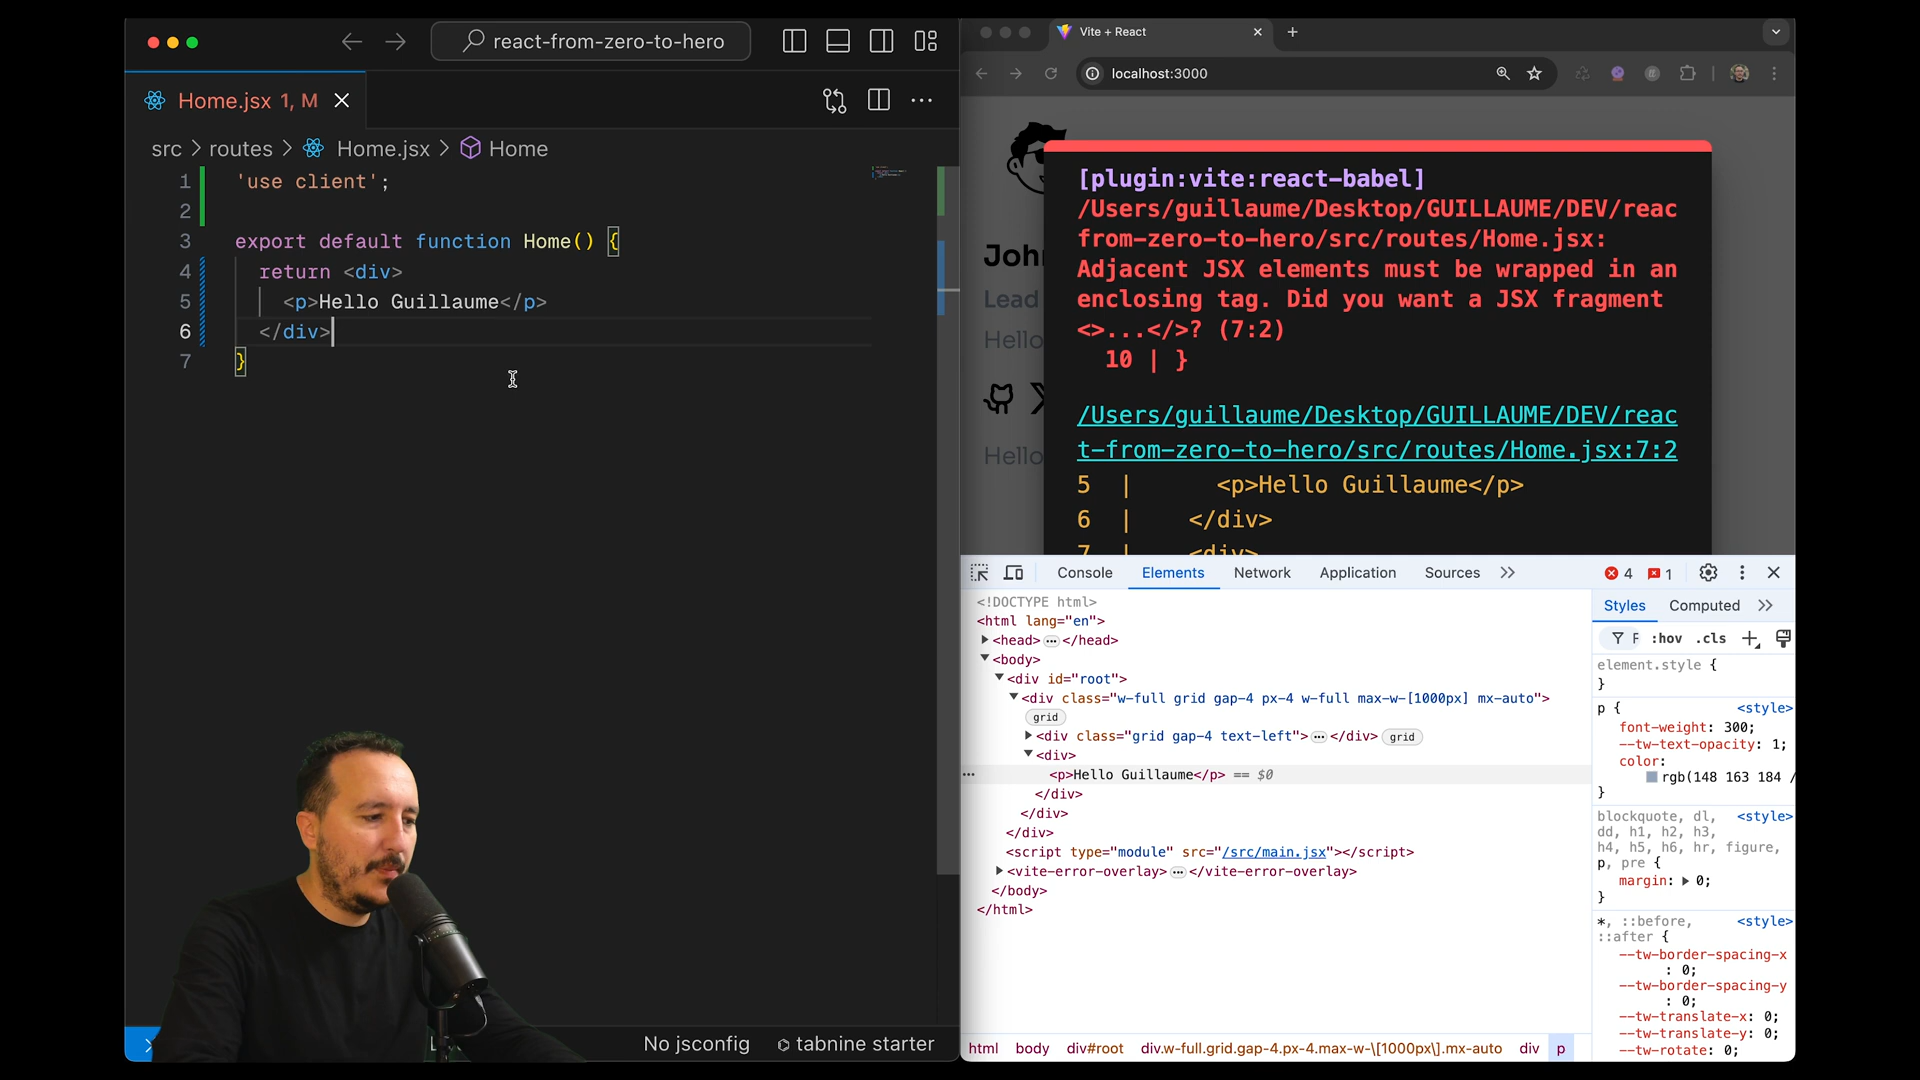 react-from-zero-to-hero
Home.jsx 1, M
src > routes > Home.jsx > Home
1 'use client';
2
3 export default function Home() {
4 return <div>
5 <p>Hello Guillaume</p>
6 </div>
7 }
No jsconfig
tabnine starter
Vite + React
localhost:3000
John
Lead
Hello
Hello
[plugin:vite:react-babel]
/Users/guillaume/Desktop/GUILLAUME/DEV/reac
from-zero-to-hero/src/routes/Home.jsx:
Adjacent JSX elements must be wrapped in an
enclosing tag. Did you want a JSX fragment
<>...</>? (7:2)
10 | }
/Users/guillaume/Desktop/GUILLAUME/DEV/reac
t-from-zero-to-hero/src/routes/Home.jsx:7:2
5 | <p>Hello Guillaume</p>
6 | </div>
7 | <div>
Console Elements Network Application Sources 4 1
<!DOCTYPE html>
<html lang="en">
<head> </head>
<body>
<div id="root">
<div class="w-full grid gap-4 px-4 w-full max-w-[1000px] mx-auto">
grid
<div class="grid gap-4 text-left"> </div> grid
<div>
<p>Hello Guillaume</p> == $0
</div>
</div>
</div>
<script type="module" src="/src/main.jsx"></script>
<vite-error-overlay> </vite-error-overlay>
</body>
</html>
html body div#root div.w-full.grid.gap-4.px-4.max-w-\[1000px\].mx-auto div p
Styles Computed
F :hov .cls
element.style {
}
p { <style>
font-weight: 300;
--tw-text-opacity: 1;
color:
rgb(148 163 184 /
}
blockquote, dl, <style>
dd, h1, h2, h3,
h4, h5, h6, hr, figure,
p, pre {
margin: 0;
}
*, ::before, <style>
::after {
--tw-border-spacing-x
: 0;
--tw-border-spacing-y
: 0;
--tw-translate-x: 0;
--tw-translate-y: 0;
--tw-rotate: 0;